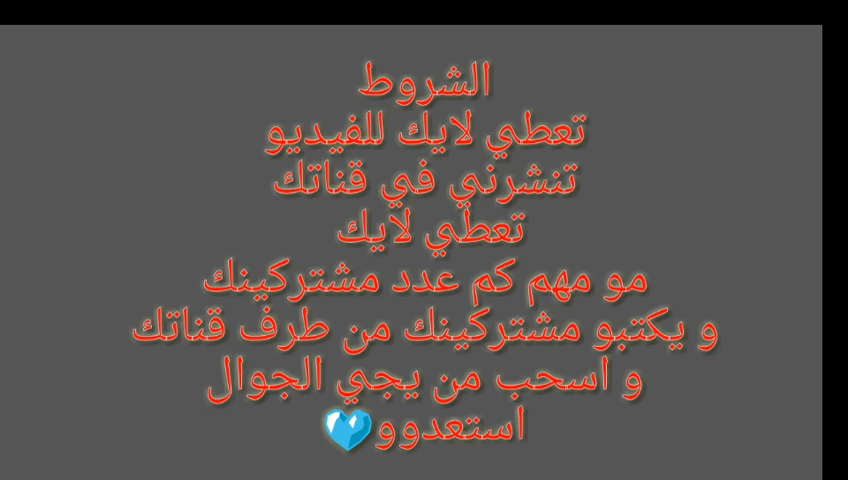 الشروط
تعطي لايك للفيديو
تنشرني في قناتك
تعطي لايك
مو مهم كم عدد مشتركينك
و يكتبو مشتركينك من طرف قناتك
و اسحب من يجي الجوال
استعدوو💙